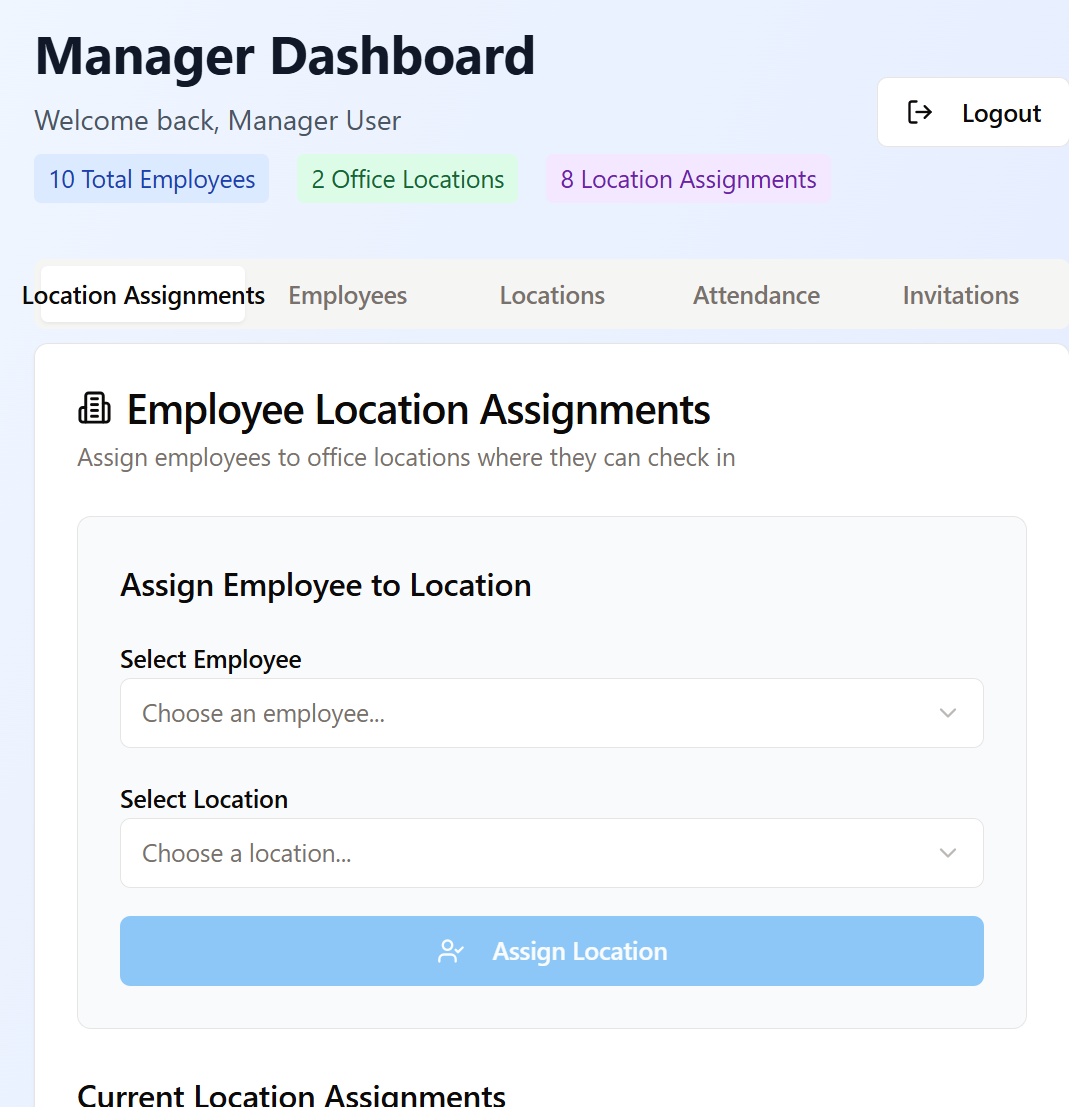 Manager Dashboard
Welcome back, Manager User
Logout
10 Total Employees 2 Office Locations 8 Location Assignments
Location Assignments Employees Locations Attendance Invitations
Employee Location Assignments
Assign employees to office locations where they can check in
Assign Employee to Location
Select Employee
Choose an employee...
Select Location
Choose a location...
Assign Location
Current Location Assignments